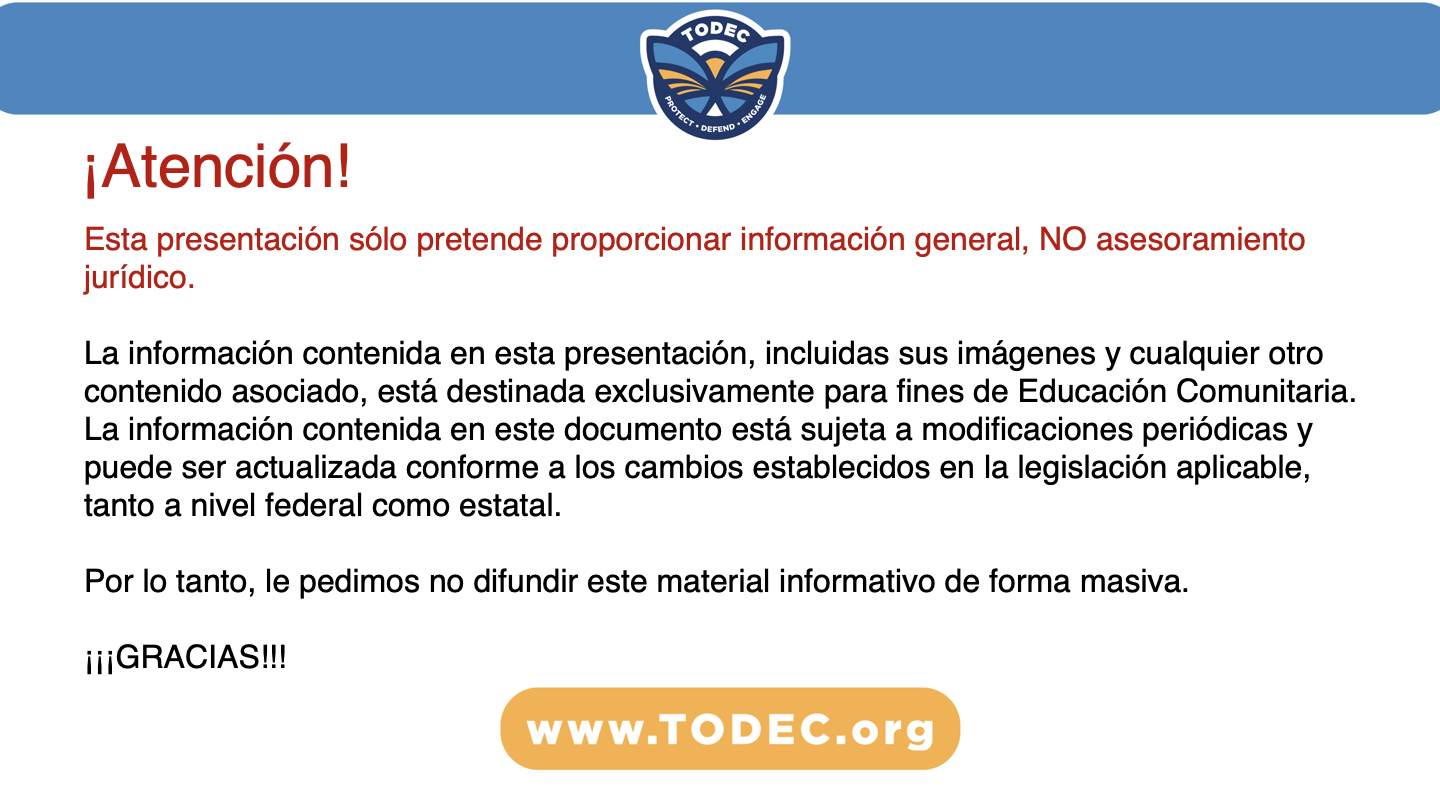 TODEC
PROTECT • DEFEND • ENGAGE
¡Atención!
Esta presentación sólo pretende proporcionar información general, NO asesoramiento
jurídico.
La información contenida en esta presentación, incluidas sus imágenes y cualquier otro
contenido asociado, está destinada exclusivamente para fines de Educación Comunitaria.
La información contenida en este documento está sujeta a modificaciones periódicas y
puede ser actualizada conforme a los cambios establecidos en la legislación aplicable,
tanto a nivel federal como estatal.
Por lo tanto, le pedimos no difundir este material informativo de forma masiva.
¡¡¡GRACIAS!!!
www.TODEC.org